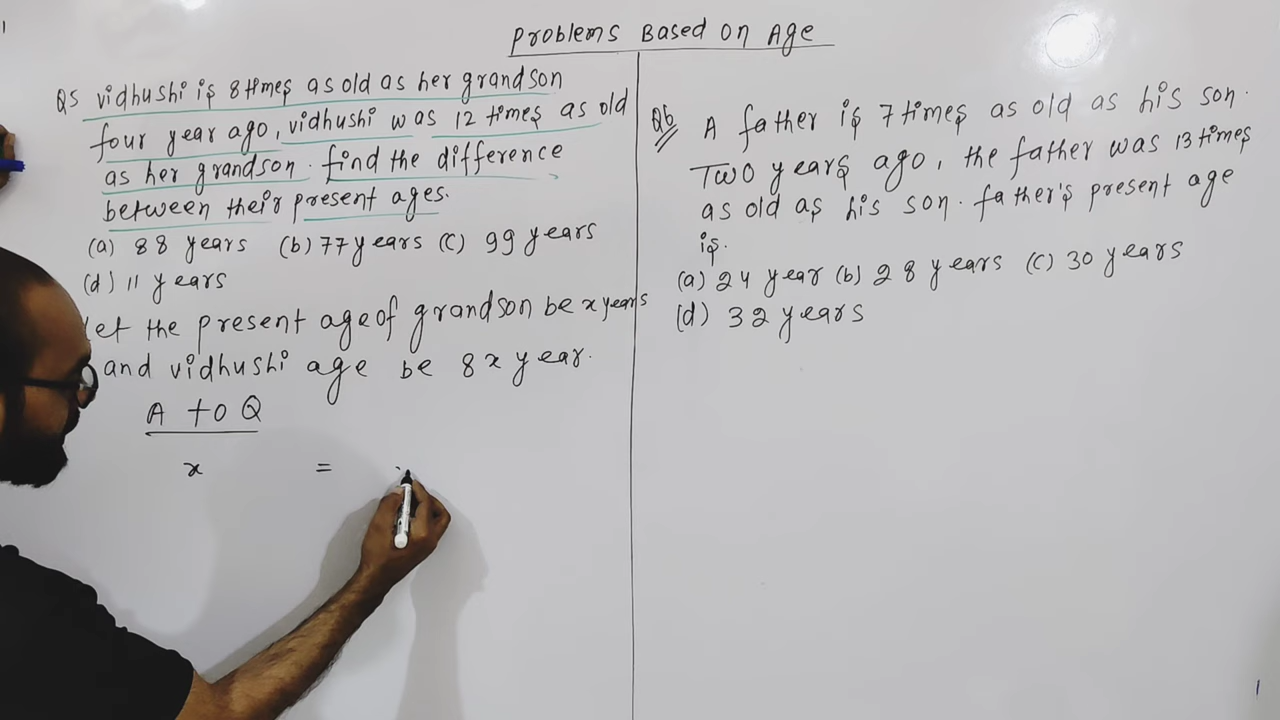 Problems Based on Age
Q5 vidhushi is 8 times as old as her grandson
four year ago, vidhushi was 12 times as old
as her grandson. find the difference
between their present ages.
(a) 88 years (b) 77 years (c) 99 years
(d) 11 years
Let the present age of grandson be x years
and vidhushi age be 8x year.
A to Q
x =
Q6 A father is 7 times as old as his son.
Two years ago, the father was 13 times
as old as his son. father's present age
is.
(a) 24 year (b) 28 years (c) 30 years
(d) 32 years
1
1